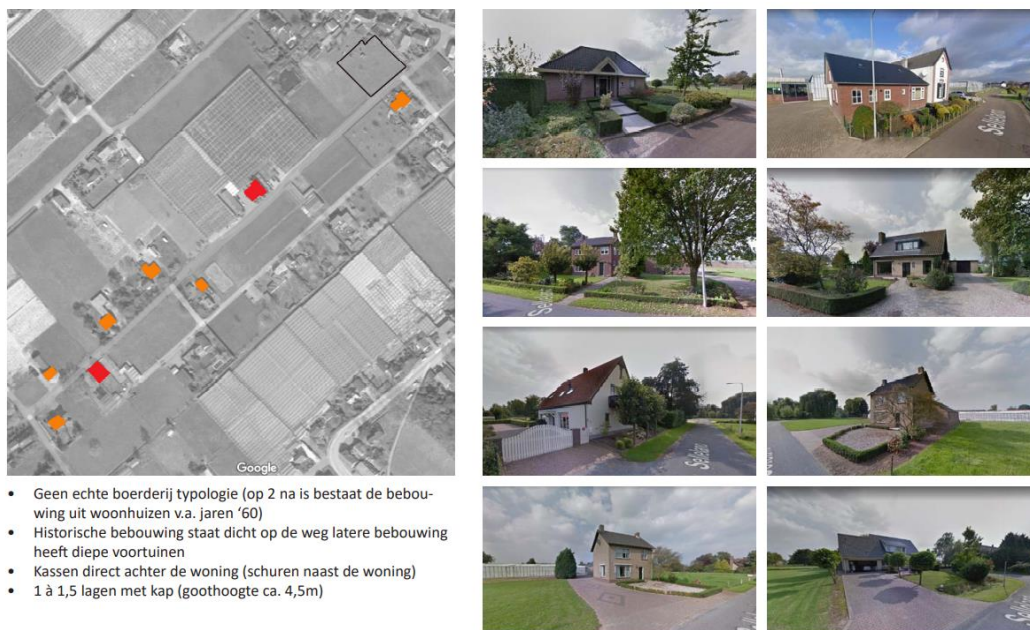 Google
• Geen echte boerderij typologie (op 2 na is bestaat de bebou-
wing uit woonhuizen v.a. jaren ‘60)
• Historische bebouwing staat dicht op de weg latere bebouwing
heeft diepe voortuinen
• Kassen direct achter de woning (schuren naast de woning)
• 1 à 1,5 lagen met kap (goothoogte ca. 4,5m)